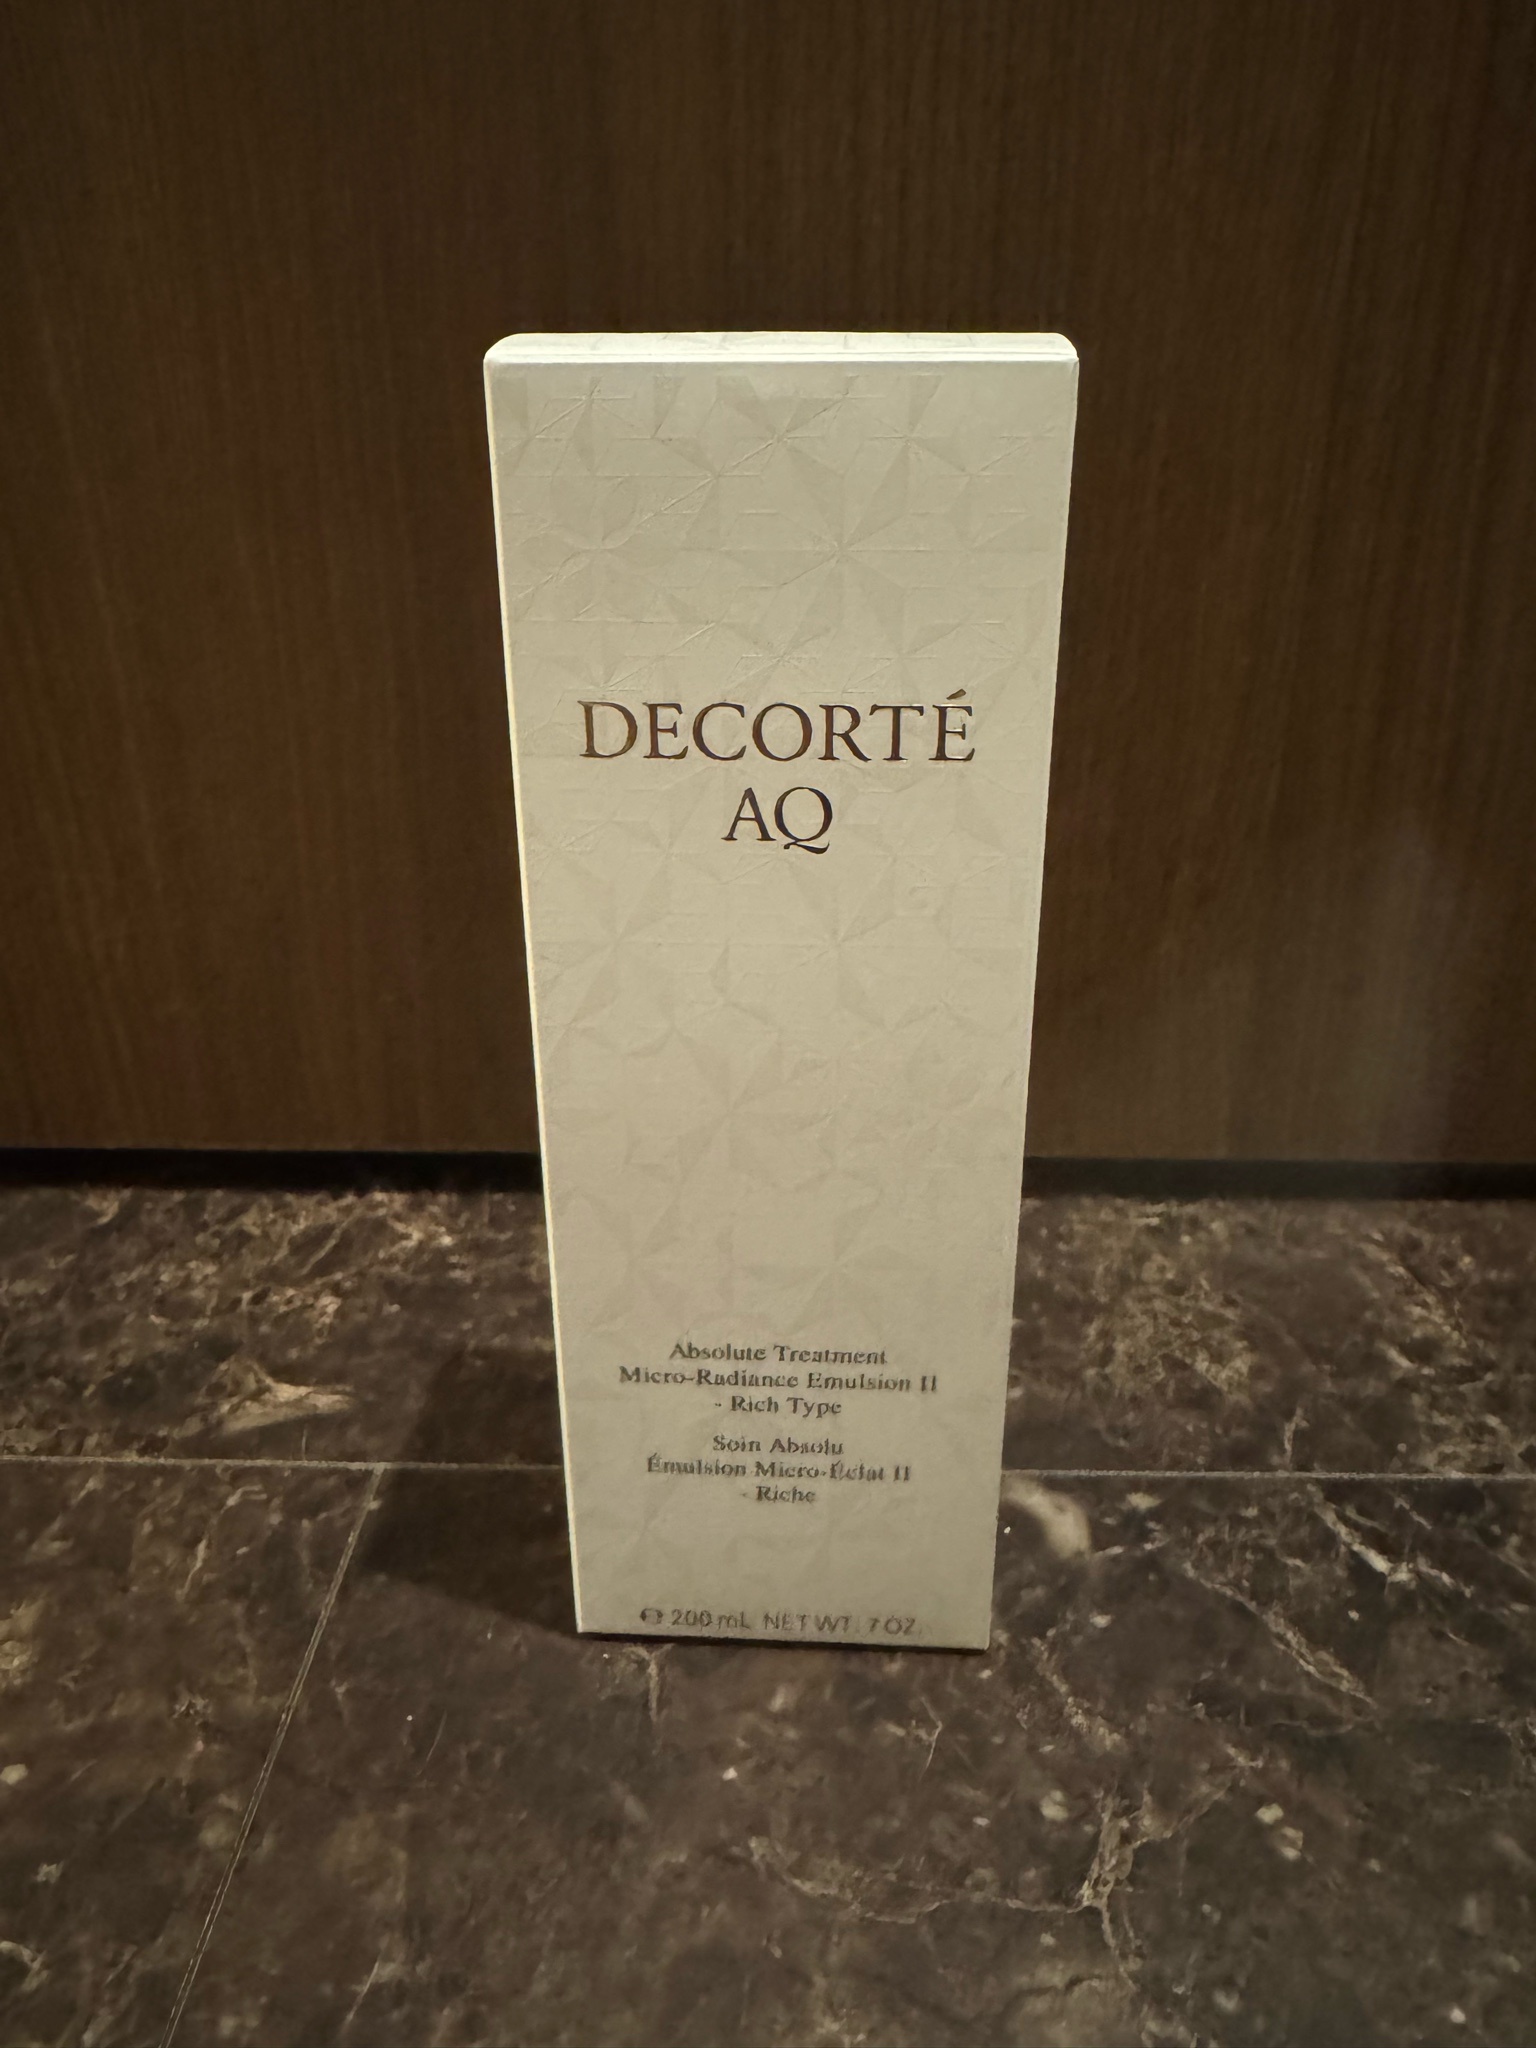 DECORTÉ
AQ
Absolute Treatment
Micro-Radiance Emulsion II
- Rich Type
Soin Absolu
Émulsion Micro-Éclat II
- Riche
℮ 200 mL NET WT. 7 OZ.